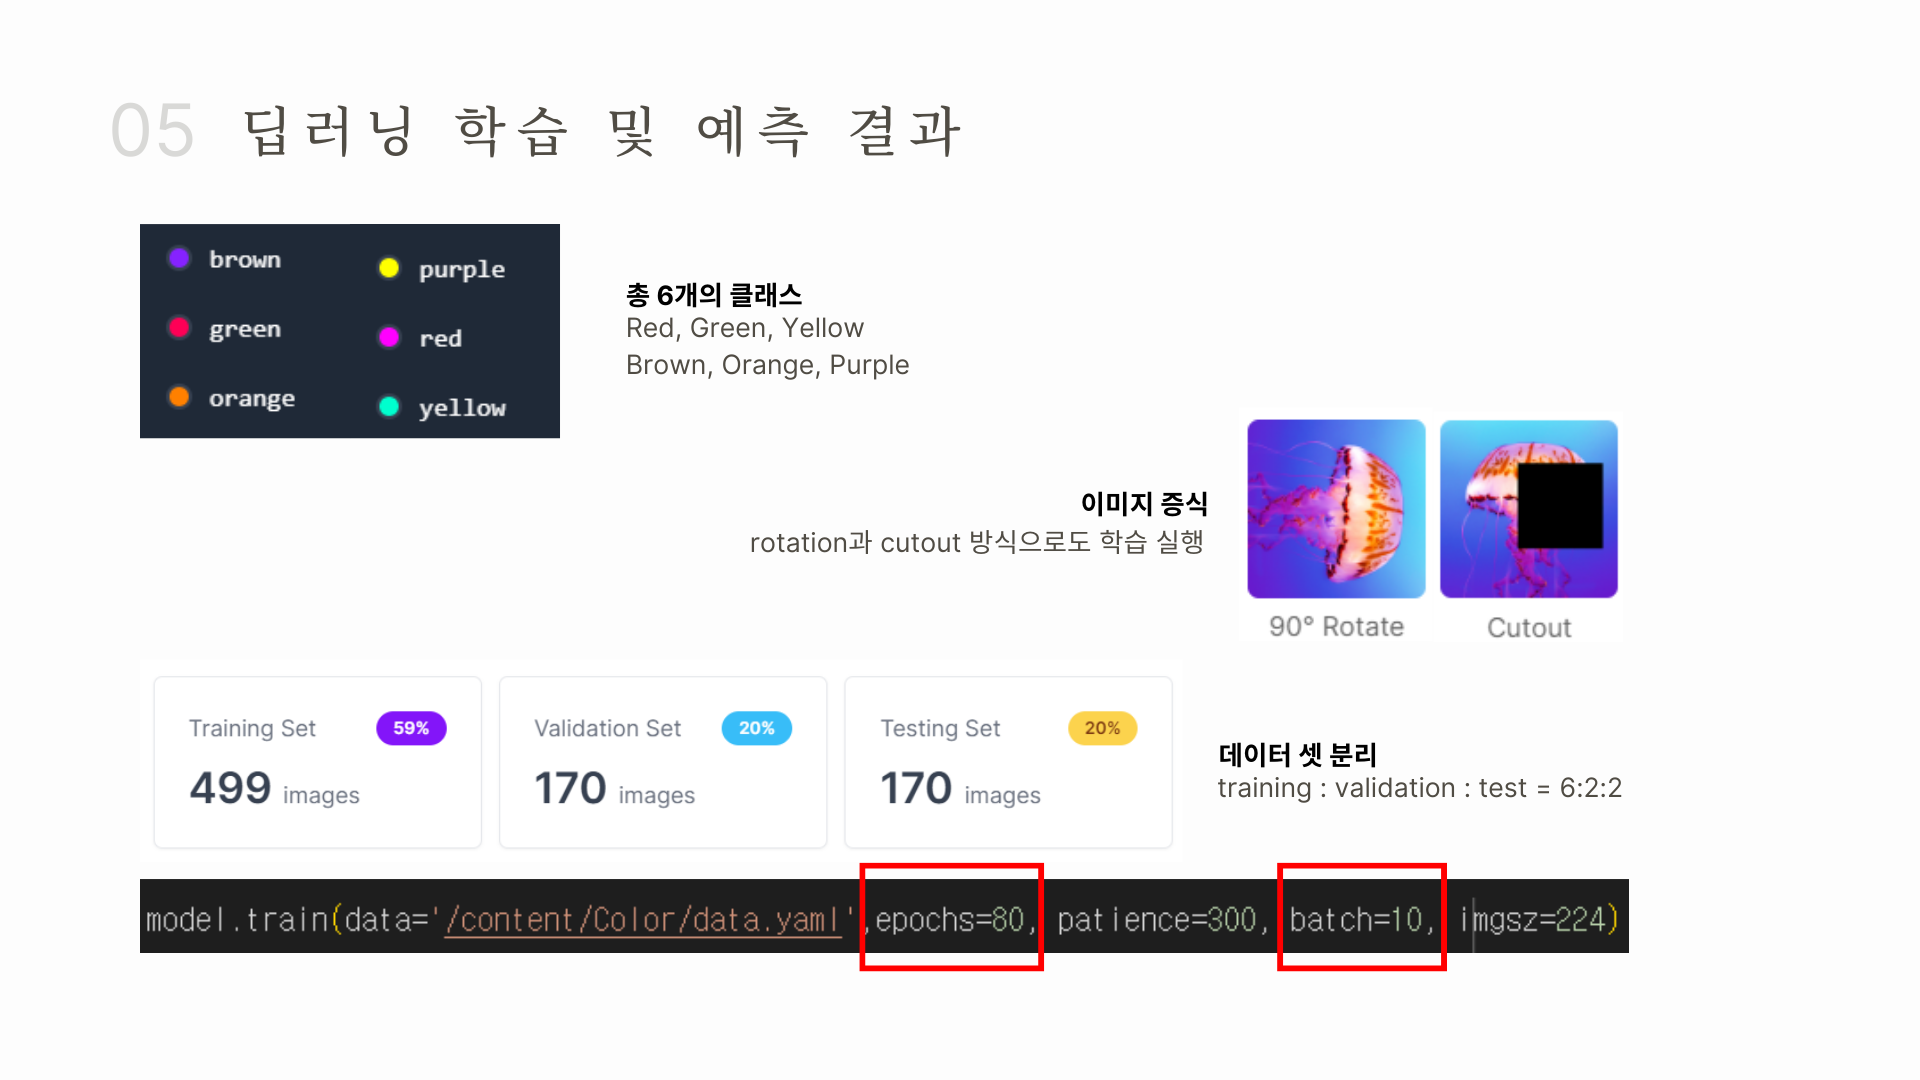 05 딥러닝 학습 및 예측 결과
brown
green
orange
purple
red
yellow
총 6개의 클래스
Red, Green, Yellow
Brown, Orange, Purple
이미지 증식
rotation과 cutout 방식으로도 학습 실행
90° Rotate
Cutout
Training Set 59%
499 images
Validation Set 20%
170 images
Testing Set 20%
170 images
데이터 셋 분리
training : validation : test = 6:2:2
model.train(data='/content/Color/data.yaml',epochs=80, patience=300, batch=10, imgsz=224)